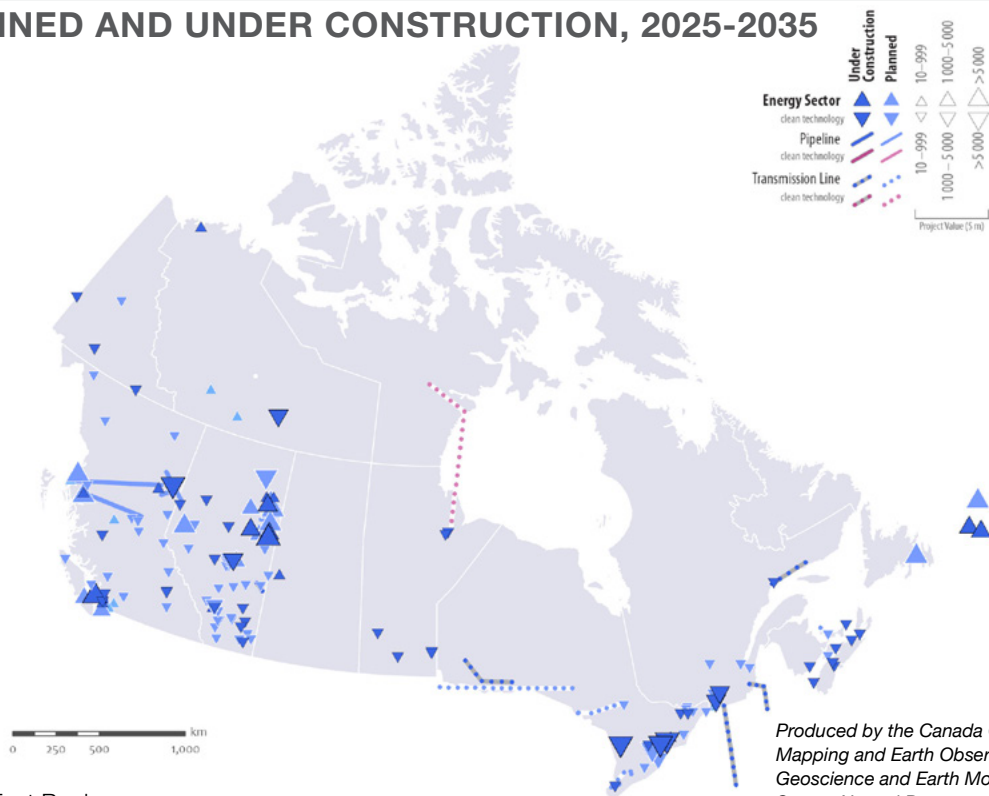 NNED AND UNDER CONSTRUCTION, 2025-2035
Under
Construction
Planned
10–999
1 000–5 000
>5 000
Energy Sector
clean technology
Pipeline
clean technology
Transmission Line
clean technology
10–999
1 000–5 000
>5 000
Project Value ($ m)
km
0 250 500 1,000
Produced by the Canada
Mapping and Earth Obser
Geoscience and Earth Mo